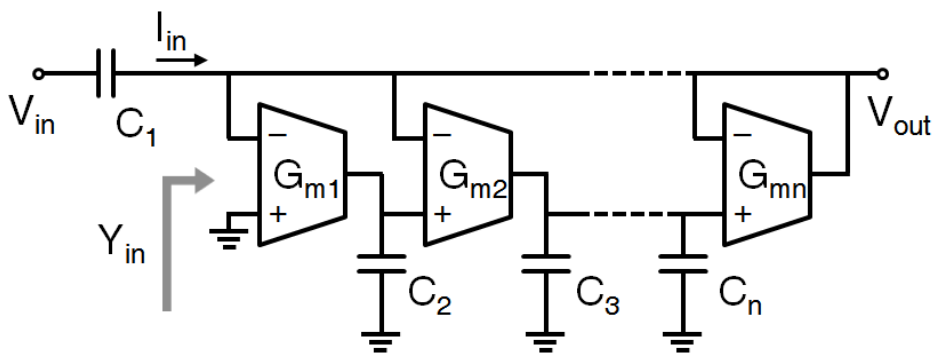 I_in
V_in
C_1
V_out
−
−
−
G_m1
G_m2
G_mn
+
+
+
Y_in
C_2
C_3
C_n